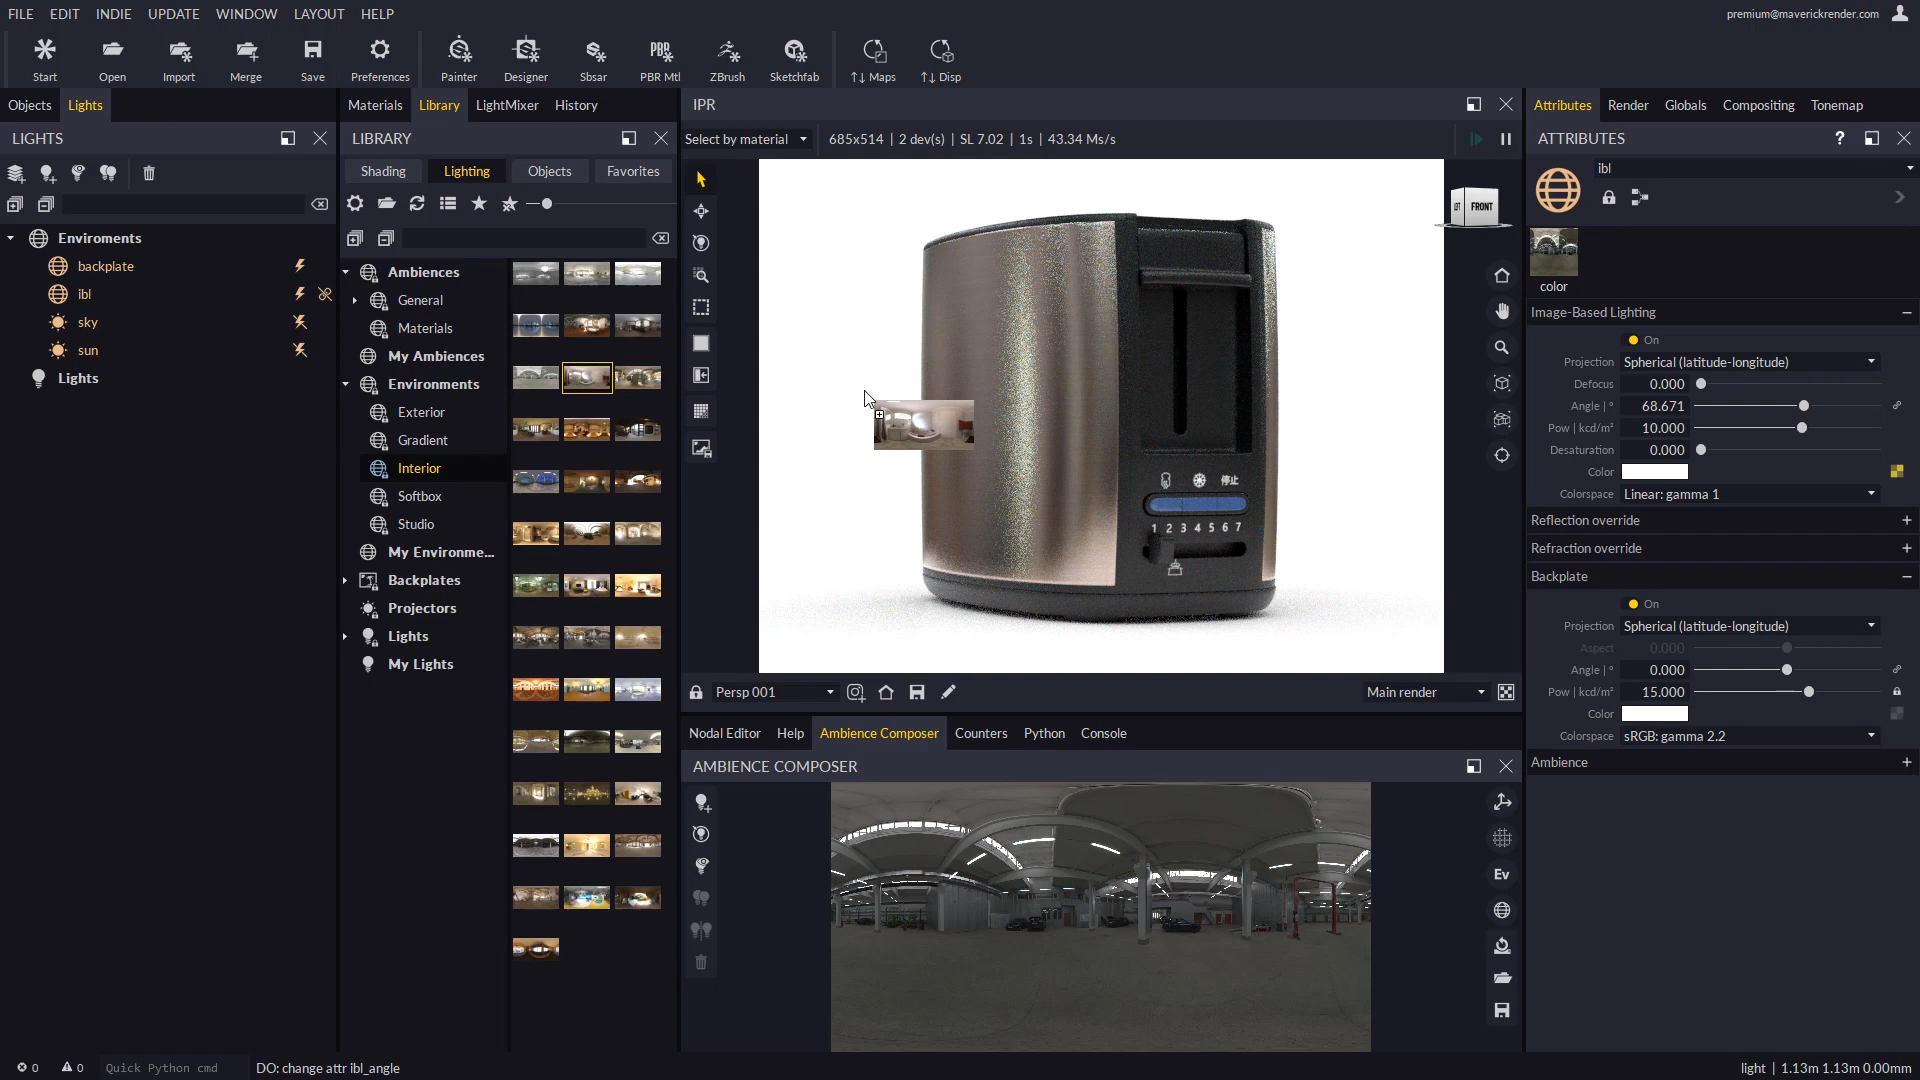 FILE EDIT INDIE UPDATE WINDOW LAYOUT HELP
premium@maverickrender.com
Start Open Import Merge Save Preferences Painter Designer Sbsar PBR Mtl ZBrush Sketchfab ↑↓ Maps ↑↓ Disp
PBR
Objects Lights
LIGHTS
Enviroments
backplate
ibl
sky
sun
Lights
Materials Library LightMixer History
LIBRARY
Shading Lighting Objects Favorites
Ambiences
General
Materials
My Ambiences
Environments
Exterior
Gradient
Interior
Softbox
Studio
My Environme...
Backplates
Projectors
Lights
My Lights
IPR
Select by material
685x514 | 2 dev(s) | SL 7.02 | 1s | 43.34 Ms/s
FRONT
停止
1 2 3 4 5 6 7
Persp 001
Main render
Nodal Editor Help Ambience Composer Counters Python Console
AMBIENCE COMPOSER
Ev
Attributes Render Globals Compositing Tonemap
ATTRIBUTES
?
ibl
color
Image-Based Lighting
On
Projection Spherical (latitude-longitude)
Defocus 0.000
Angle | ° 68.671
Pow | kcd/m² 10.000
Desaturation 0.000
Color
Colorspace Linear: gamma 1
Reflection override
Refraction override
Backplate
On
Projection Spherical (latitude-longitude)
Aspect 0.000
Angle | ° 0.000
Pow | kcd/m² 15.000
Color
Colorspace sRGB: gamma 2.2
Ambience
0 0 Quick Python cmd DO: change attr ibl_angle
light | 1.13m 1.13m 0.00mm